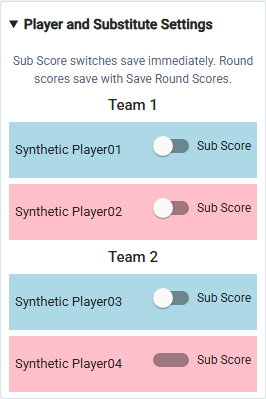 ▼ Player and Substitute Settings
Sub Score switches save immediately. Round
scores save with Save Round Scores.
Team 1
Synthetic Player01 Sub Score
Synthetic Player02 Sub Score
Team 2
Synthetic Player03 Sub Score
Synthetic Player04 Sub Score